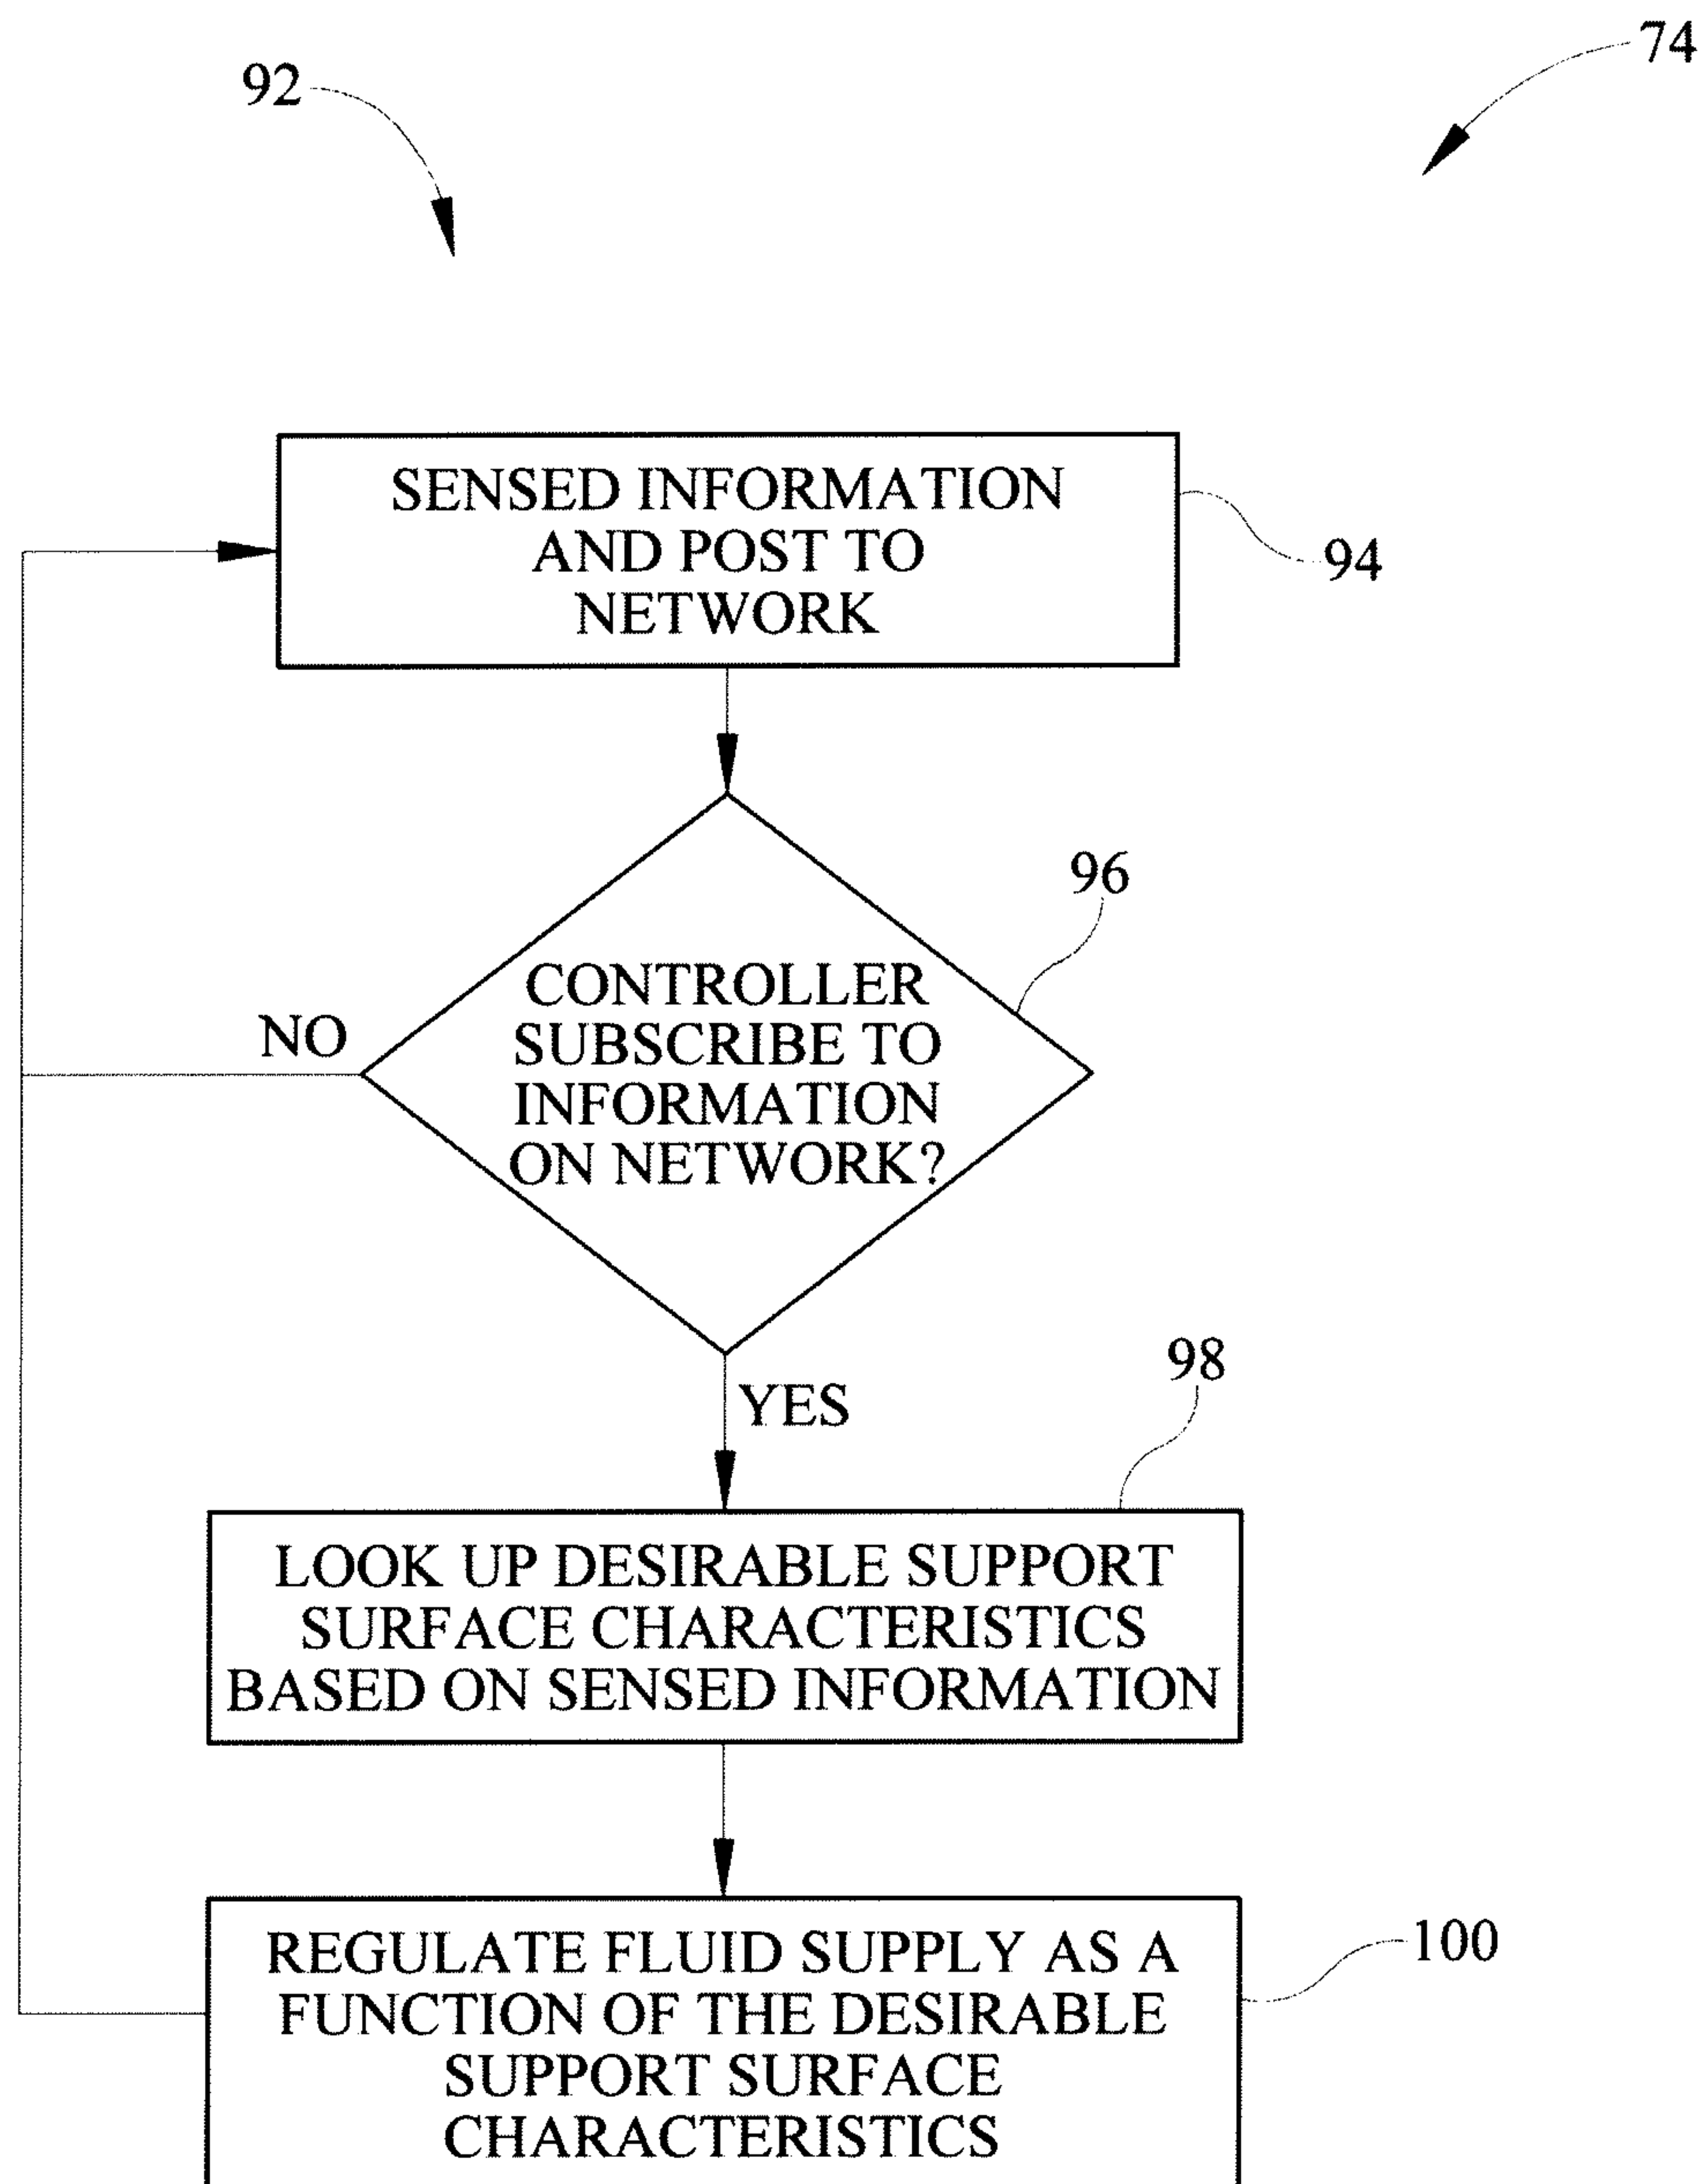 74
92
SENSED INFORMATION
AND POST TO
NETWORK
94
96
CONTROLLER
SUBSCRIBE TO
INFORMATION
ON NETWORK?
NO
YES
98
LOOK UP DESIRABLE SUPPORT
SURFACE CHARACTERISTICS
BASED ON SENSED INFORMATION
REGULATE FLUID SUPPLY AS A
FUNCTION OF THE DESIRABLE
SUPPORT SURFACE
CHARACTERISTICS
100